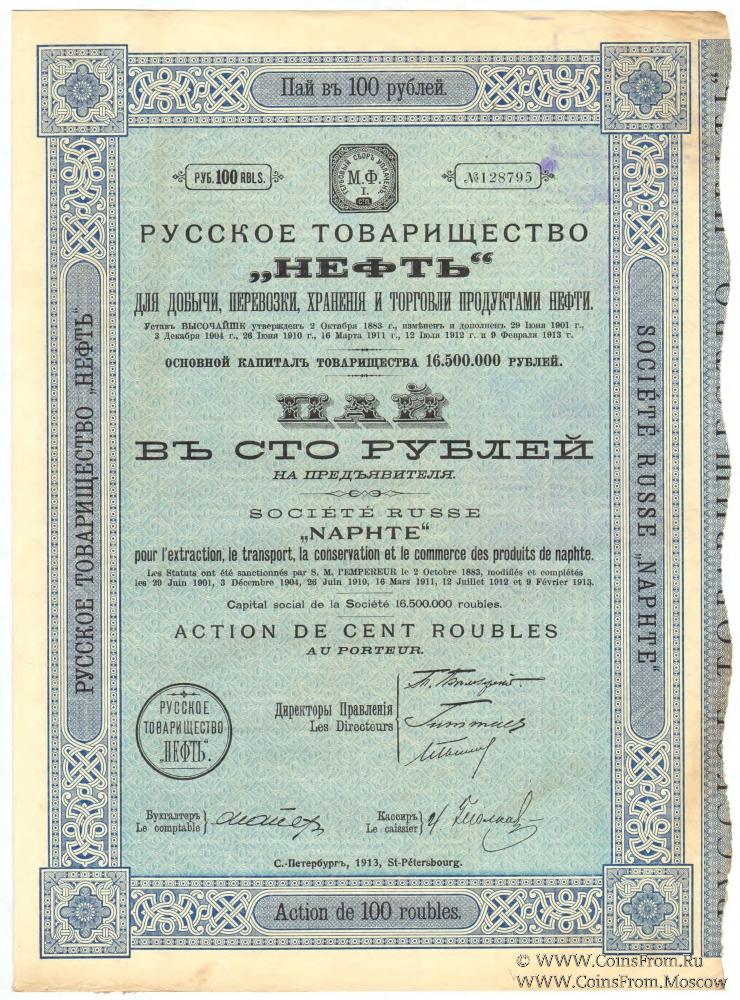 Пай въ 100 рублей.
РУБ. 100 RBLS.
ГЕРБОВЫЙ СБОРЪ УПЛАЧЕНЪ.
М.Ф.
I.
СПБ.
№ 128795
РУССКОЕ ТОВАРИЩЕСТВО
„НЕФТЬ“
ДЛЯ ДОБЫЧИ, ПЕРЕВОЗКИ, ХРАНЕНІЯ И ТОРГОВЛИ ПРОДУКТАМИ НЕФТИ.
Уставъ ВЫСОЧАЙШЕ утвержденъ 2 Октября 1883 г., измѣненъ и дополненъ 29 Іюня 1901 г.,
3 Декабря 1904 г., 26 Іюня 1910 г., 16 Марта 1911 г., 12 Іюля 1912 г. и 9 Февраля 1913 г.
ОСНОВНОЙ КАПИТАЛЪ ТОВАРИЩЕСТВА 16.500.000 РУБЛЕЙ.
ПАЙ
ВЪ СТО РУБЛЕЙ
НА ПРЕДЪЯВИТЕЛЯ.
SOCIÉTÉ RUSSE
„NAPHTE“
pour l'extraction, le transport, la conservation et le commerce des produits de naphte.
Les Statuts ont été sanctionnés par S. M. l'EMPEREUR le 2 Octobre 1883, modifiés et complétés
les 29 Juin 1901, 3 Décembre 1904, 26 Juin 1910, 16 Mars 1911, 12 Juillet 1912 et 9 Février 1913.
Capital social de la Société 16.500.000 roubles.
ACTION DE CENT ROUBLES
AU PORTEUR.
РУССКОЕ
ТОВАРИЩЕСТВО
„НЕФТЬ“.
Директоры Правленія
Les Directeurs
Бухгалтеръ
Le comptable
Кассиръ
Le caissier
С.-Петербургъ, 1913, St-Pétersbourg.
Action de 100 roubles.
РУССКОЕ ТОВАРИЩЕСТВО „НЕФТЬ“
SOCIÉTÉ RUSSE „NAPHTE“
© WWW.CoinsFrom.Ru
WWW.CoinsFrom.Moscow